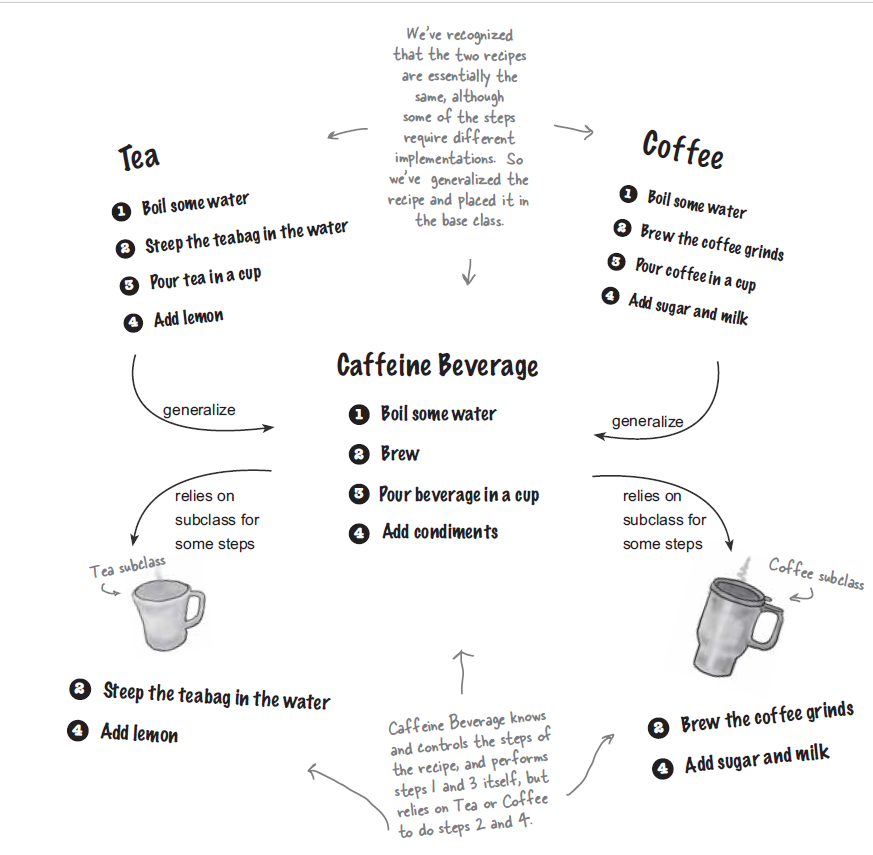 We've recognized
that the two recipes
are essentially the
same, although
some of the steps
require different
implementations. So
we've generalized the
recipe and placed it in
the base class.
Tea
1 Boil some water
2 Steep the teabag in the water
3 Pour tea in a cup
4 Add lemon
Coffee
1 Boil some water
2 Brew the coffee grinds
3 Pour coffee in a cup
4 Add sugar and milk
Caffeine Beverage
1 Boil some water
2 Brew
3 Pour beverage in a cup
4 Add condiments
generalize
generalize
relies on
subclass for
some steps
relies on
subclass for
some steps
Tea subclass
Coffee subclass
2 Steep the teabag in the water
4 Add lemon
2 Brew the coffee grinds
4 Add sugar and milk
Caffeine Beverage knows
and controls the steps of
the recipe, and performs
steps 1 and 3 itself, but
relies on Tea or Coffee
to do steps 2 and 4.